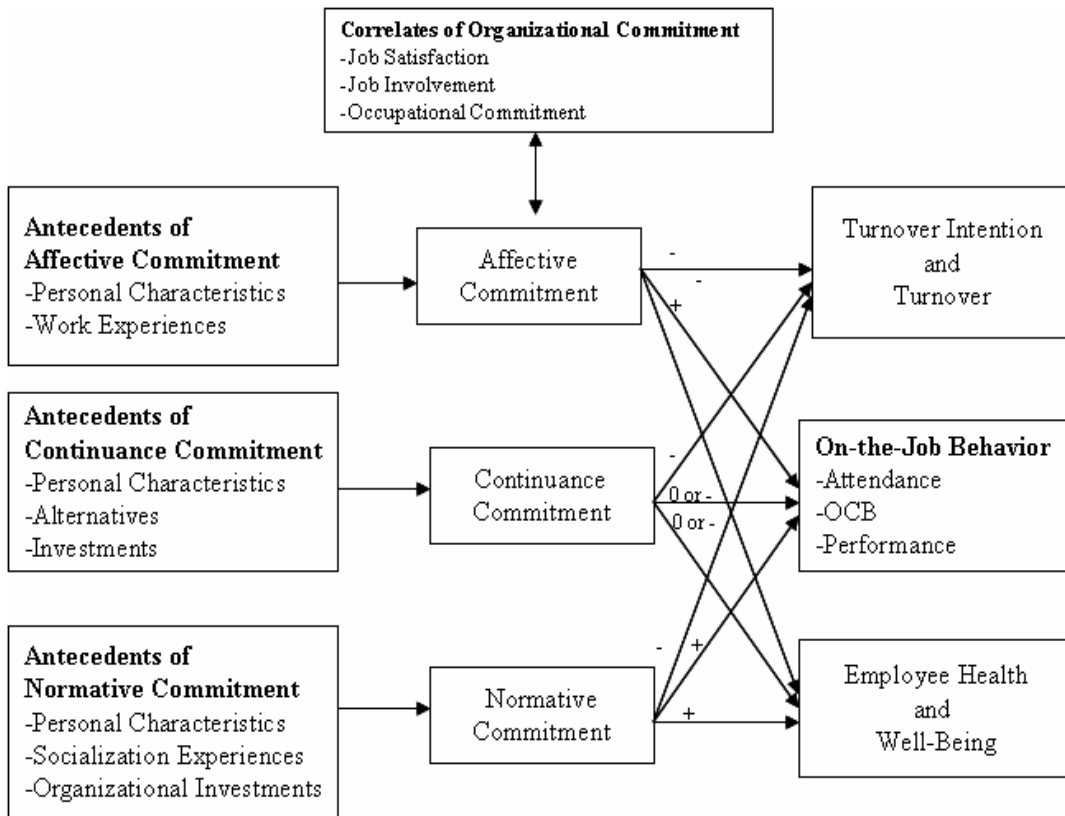 Correlates of Organizational Commitment
-Job Satisfaction
-Job Involvement
-Occupational Commitment
Antecedents of
Affective Commitment
-Personal Characteristics
-Work Experiences
Affective
Commitment
-
-
+
Turnover Intention
and
Turnover
Antecedents of
Continuance Commitment
-Personal Characteristics
-Alternatives
-Investments
Continuance
Commitment
-
0 or -
0 or -
On-the-Job Behavior
-Attendance
-OCB
-Performance
Antecedents of
Normative Commitment
-Personal Characteristics
-Socialization Experiences
-Organizational Investments
Normative
Commitment
-
+
+
Employee Health
and
Well-Being